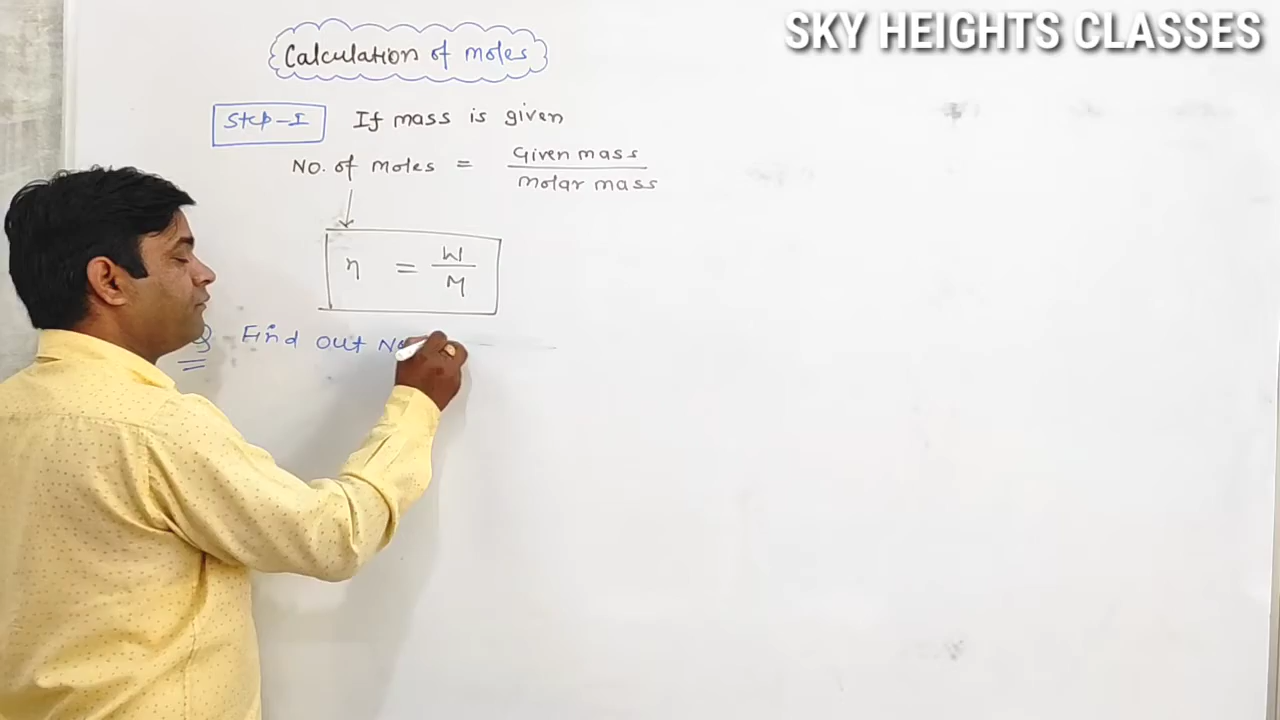 SKY HEIGHTS CLASSES
Calculation of moles
Step-I If mass is given
No. of moles = Given mass / molar mass
n = W / M
Q Find out No